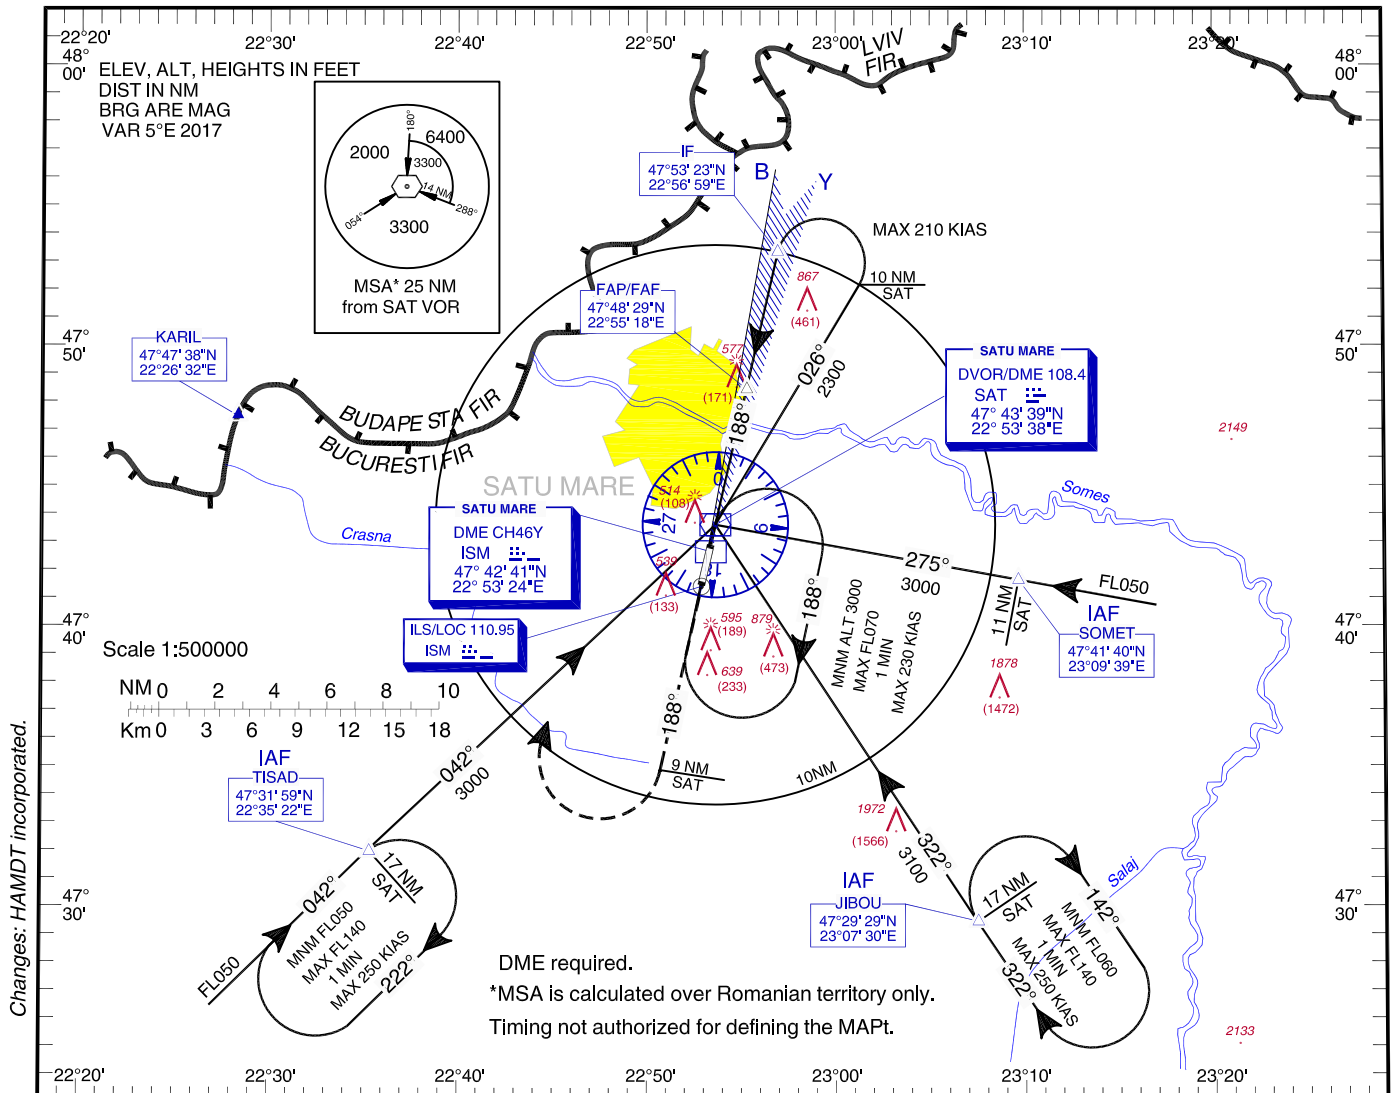 22°20' 22°30' 22°40' 22°50' 23°00' 23°10' 23°20'
48°
00'
48°
00'
ELEV, ALT, HEIGHTS IN FEET
DIST IN NM
BRG ARE MAG
VAR 5°E 2017
LVIV
FIR
180°
6400
2000
3300
14 NM
288°
054°
3300
MSA* 25 NM
from SAT VOR
IF
47°53' 23"N
22°56' 59"E
B
Y
MAX 210 KIAS
10 NM
SAT
867
(461)
FAP/FAF
47°48' 29"N
22°55' 18"E
KARIL
47°47' 38"N
22°26' 32"E
47°
50'
47°
50'
577
(171)
026°
2300
188°
SATU MARE
DVOR/DME 108.4
SAT
47° 43' 39"N
22° 53' 38"E
BUDAPESTA FIR
BUCURESTI FIR
2149
SATU MARE
514
(108)
0
27
9
18
Somes
Crasna
SATU MARE
DME CH46Y
ISM
47° 42' 41"N
22° 53' 24"E
539
(133)
275°
3000
FL050
11 NM
SAT
IAF
SOMET
47°41' 40"N
23°09' 39"E
188°
MNM ALT 3000
MAX FL070
1 MIN
MAX 230 KIAS
47°
40'
47°
40'
ILS/LOC 110.95
ISM
595
(189)
879
(473)
639
(233)
1878
(1472)
Scale 1:500000
NM 0 2 4 6 8 10
Km 0 3 6 9 12 15 18
188°
9 NM
SAT
10NM
042°
3000
IAF
TISAD
47°31' 59"N
22°35' 22"E
1972
(1566)
322°
3100
17 NM
SAT
042°
MNM FL050
MAX FL140
1 MIN
MAX 250 KIAS
222°
FL050
IAF
JIBOU
47°29' 29"N
23°07' 30"E
17 NM
SAT
Salaj
142°
MNM FL060
MAX FL140
1 MIN
MAX 250 KIAS
322°
47°
30'
47°
30'
DME required.
*MSA is calculated over Romanian territory only.
Timing not authorized for defining the MAPt.
2133
22°20' 22°30' 22°40' 22°50' 23°00' 23°10' 23°20'
Changes: HAMDT incorporated.